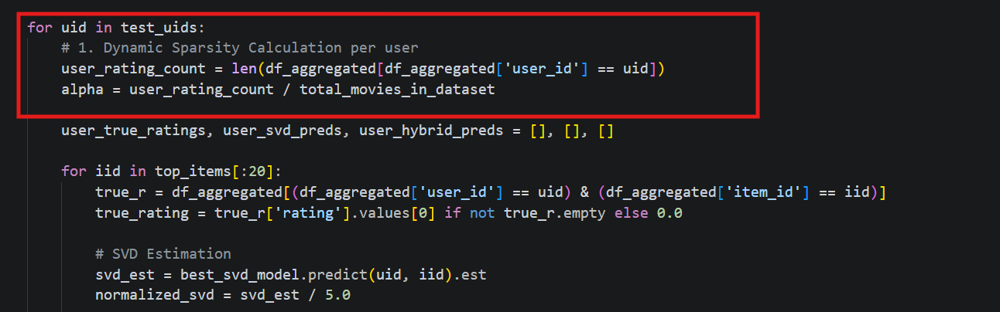 for uid in test_uids:
# 1. Dynamic Sparsity Calculation per user
user_rating_count = len(df_aggregated[df_aggregated['user_id'] == uid])
alpha = user_rating_count / total_movies_in_dataset
user_true_ratings, user_svd_preds, user_hybrid_preds = [], [], []
for iid in top_items[:20]:
true_r = df_aggregated[(df_aggregated['user_id'] == uid) & (df_aggregated['item_id'] == iid)]
true_rating = true_r['rating'].values[0] if not true_r.empty else 0.0
# SVD Estimation
svd_est = best_svd_model.predict(uid, iid).est
normalized_svd = svd_est / 5.0